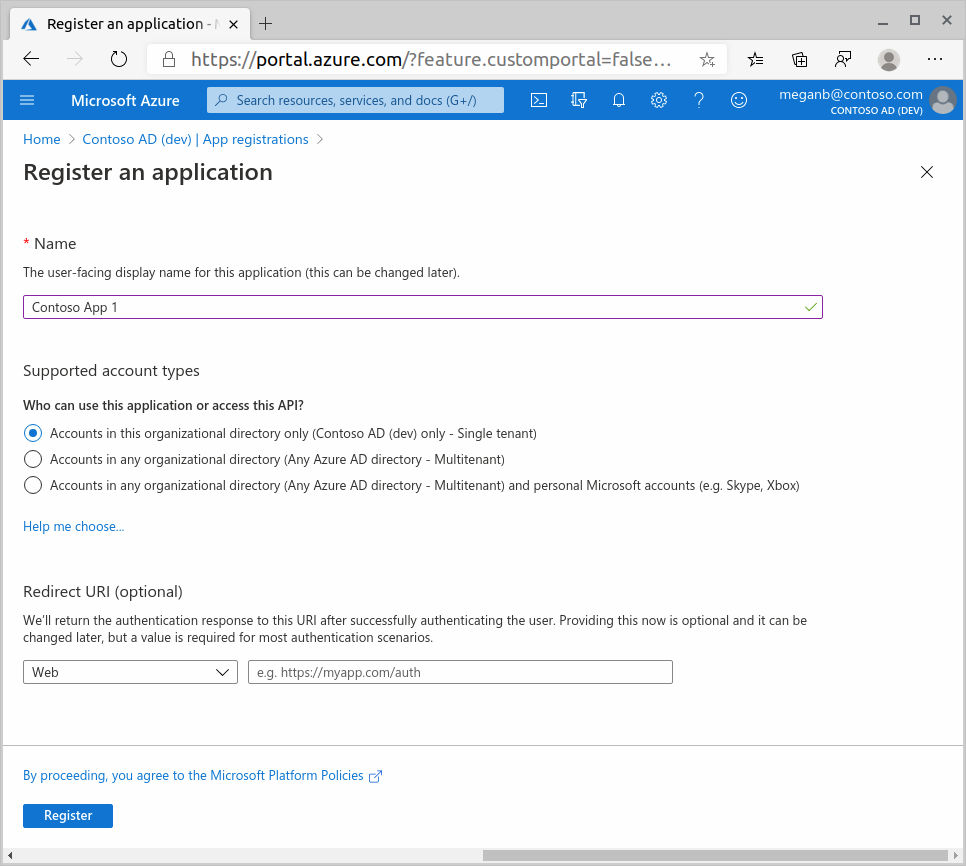 Register an application -
https://portal.azure.com/?feature.customportal=false...
Microsoft Azure
Search resources, services, and docs (G+/)
meganb@contoso.com
CONTOSO AD (DEV)
Home > Contoso AD (dev) | App registrations >
Register an application
* Name
The user-facing display name for this application (this can be changed later).
Contoso App 1
Supported account types
Who can use this application or access this API?
Accounts in this organizational directory only (Contoso AD (dev) only - Single tenant)
Accounts in any organizational directory (Any Azure AD directory - Multitenant)
Accounts in any organizational directory (Any Azure AD directory - Multitenant) and personal Microsoft accounts (e.g. Skype, Xbox)
Help me choose...
Redirect URI (optional)
We'll return the authentication response to this URI after successfully authenticating the user. Providing this now is optional and it can be
changed later, but a value is required for most authentication scenarios.
Web
e.g. https://myapp.com/auth
By proceeding, you agree to the Microsoft Platform Policies
Register